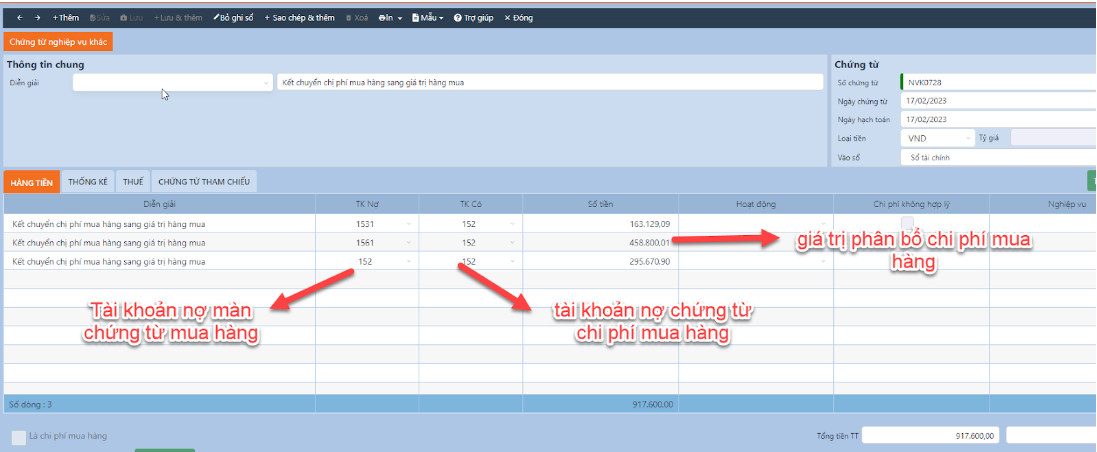 +Thêm Sửa Lưu +Lưu & thêm Bỏ ghi sổ + Sao chép & thêm Xoá In Mẫu Trợ giúp × Đóng
Chứng từ nghiệp vụ khác
Thông tin chung
Diễn giải Kết chuyển chị phí mua hàng sang giá trị hàng mua
Chứng từ
Số chứng từ NVK0728
Ngày chứng từ 17/02/2023
Ngày hạch toán 17/02/2023
Loại tiền VND Tỷ giá
Vào sổ Sổ tài chính
HÀNG TIỀN THỐNG KÊ THUẾ CHỨNG TỪ THAM CHIẾU
Diễn giải TK Nợ TK Có Số tiền Hoạt động Chi phí không hợp lý Nghiệp vụ
Kết chuyển chị phí mua hàng sang giá trị hàng mua 1531 152 163.129,09
Kết chuyển chị phí mua hàng sang giá trị hàng mua 1561 152 458.800,01
Kết chuyển chị phí mua hàng sang giá trị hàng mua 152 152 295.670,90
giá trị phân bổ chi phí mua
hàng
Tài khoản nợ màn
chứng từ mua hàng
tài khoản nợ chứng từ
chi phí mua hàng
Số dòng : 3 917.600,00
Là chi phí mua hàng
Tổng tiền TT 917.600,00